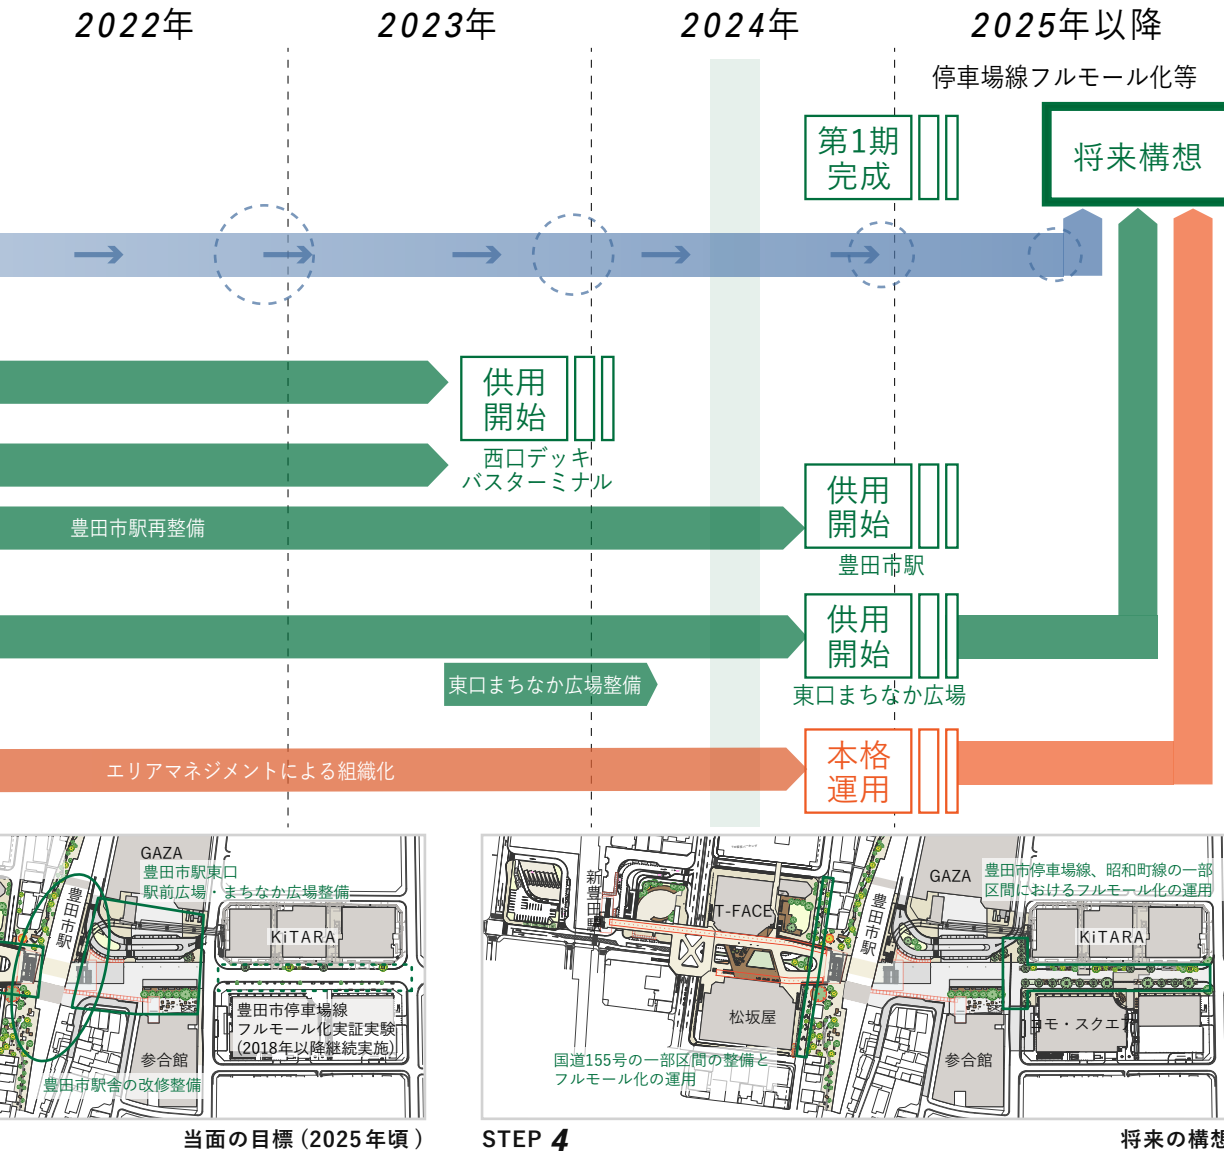 2022年
2023年
2024年
2025年以降
停車場線フルモール化等
第1期
完成
将来構想
供用
開始
西口デッキ
バスターミナル
豊田市駅再整備
供用
開始
豊田市駅
供用
開始
東口まちなか広場整備
東口まちなか広場
エリアマネジメントによる組織化
本格
運用
GAZA
豊田市駅東口
駅前広場・まちなか広場整備
豊田市駅
KiTARA
豊田市停車場線
フルモール化実証実験
(2018年以降継続実施)
参合館
豊田市駅舎の改修整備
当面の目標(2025年頃)
新豊田駅
T-FACE
豊田市駅
GAZA
豊田市停車場線、昭和町線の一部
区間におけるフルモール化の運用
KiTARA
松坂屋
コモ・スクエア
参合館
国道155号の一部区間の整備と
フルモール化の運用
STEP 4
将来の構想